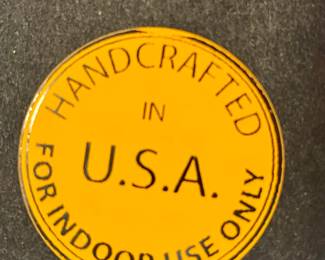 HANDCRAFTED
IN
U.S.A.
FOR INDOOR USE ONLY